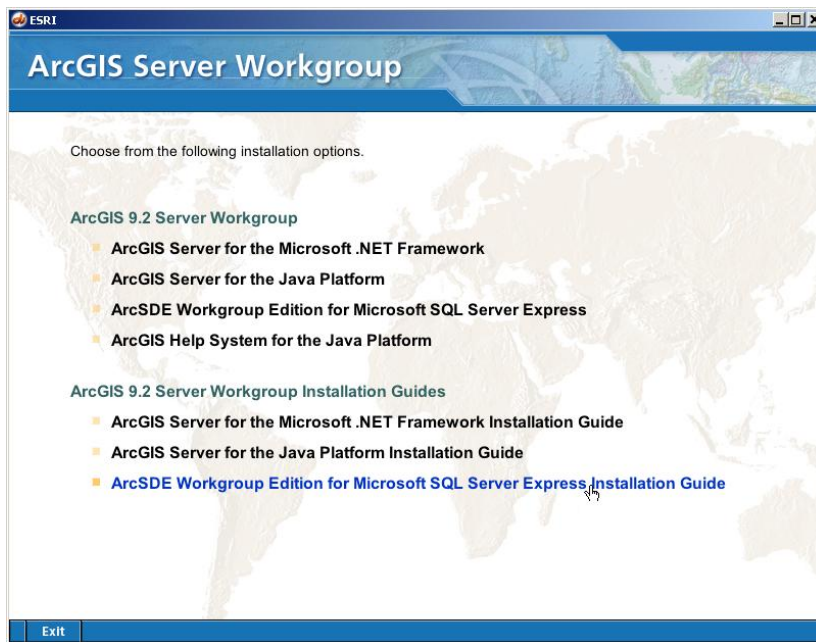 ESRI
ArcGIS Server Workgroup
Choose from the following installation options.
ArcGIS 9.2 Server Workgroup
ArcGIS Server for the Microsoft .NET Framework
ArcGIS Server for the Java Platform
ArcSDE Workgroup Edition for Microsoft SQL Server Express
ArcGIS Help System for the Java Platform
ArcGIS 9.2 Server Workgroup Installation Guides
ArcGIS Server for the Microsoft .NET Framework Installation Guide
ArcGIS Server for the Java Platform Installation Guide
ArcSDE Workgroup Edition for Microsoft SQL Server Express Installation Guide
Exit